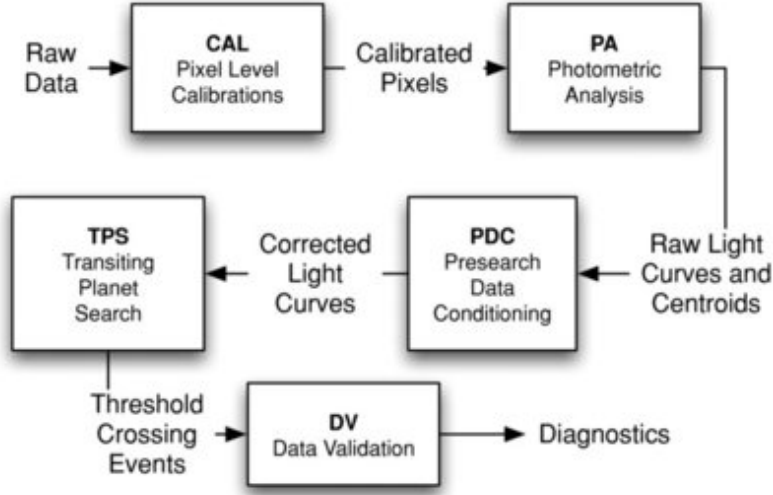 Raw
Data
CAL
Pixel Level
Calibrations
Calibrated
Pixels
PA
Photometric
Analysis
Raw Light
Curves and
Centroids
PDC
Presearch
Data
Conditioning
Corrected
Light
Curves
TPS
Transiting
Planet
Search
Threshold
Crossing
Events
DV
Data Validation
Diagnostics